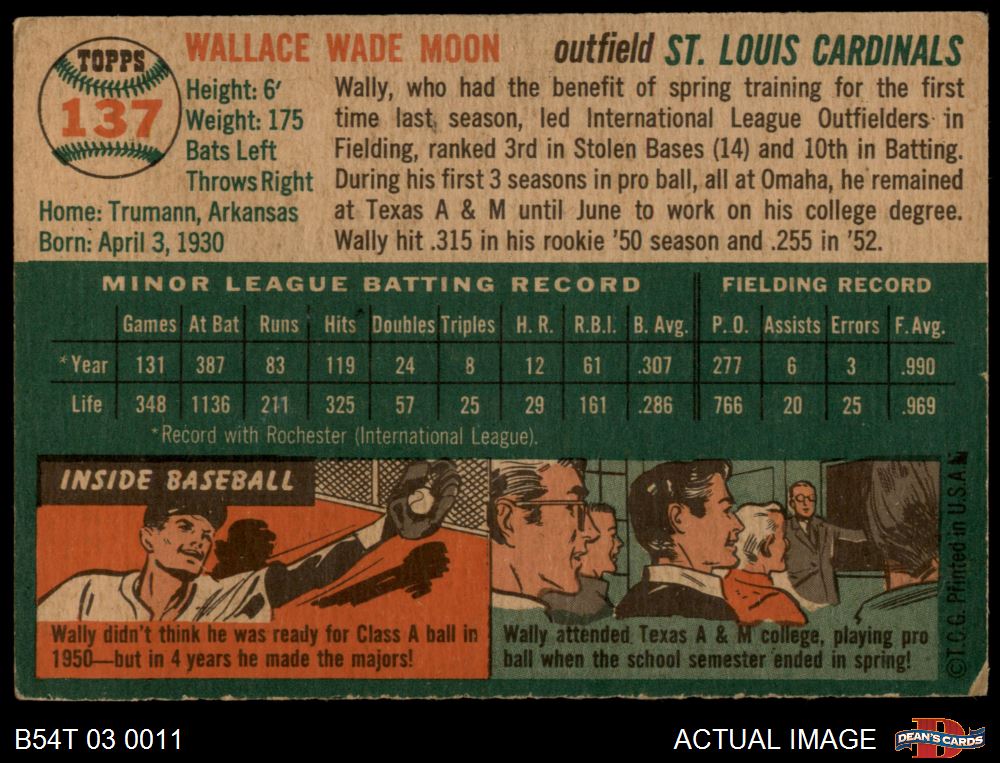 TOPPS
137
WALLACE WADE MOON outfield ST. LOUIS CARDINALS
Height: 6'
Weight: 175
Bats Left
Throws Right
Home: Trumann, Arkansas
Born: April 3, 1930
Wally, who had the benefit of spring training for the first
time last season, led International League Outfielders in
Fielding, ranked 3rd in Stolen Bases (14) and 10th in Batting.
During his first 3 seasons in pro ball, all at Omaha, he remained
at Texas A & M until June to work on his college degree.
Wally hit .315 in his rookie '50 season and .255 in '52.
MINOR LEAGUE BATTING RECORD FIELDING RECORD
Games At Bat Runs Hits Doubles Triples H. R. R.B.I. B. Avg. P. O. Assists Errors F. Avg.
*Year 131 387 83 119 24 8 12 61 .307 277 6 3 .990
Life 348 1136 211 325 57 25 29 161 .286 766 20 25 .969
*Record with Rochester (International League).
INSIDE BASEBALL
Wally didn't think he was ready for Class A ball in
1950—but in 4 years he made the majors!
Wally attended Texas A & M college, playing pro
ball when the school semester ended in spring!
©T.C.G. Printed in U.S.A.
B54T 03 0011
ACTUAL IMAGE
DEAN'S CARDS